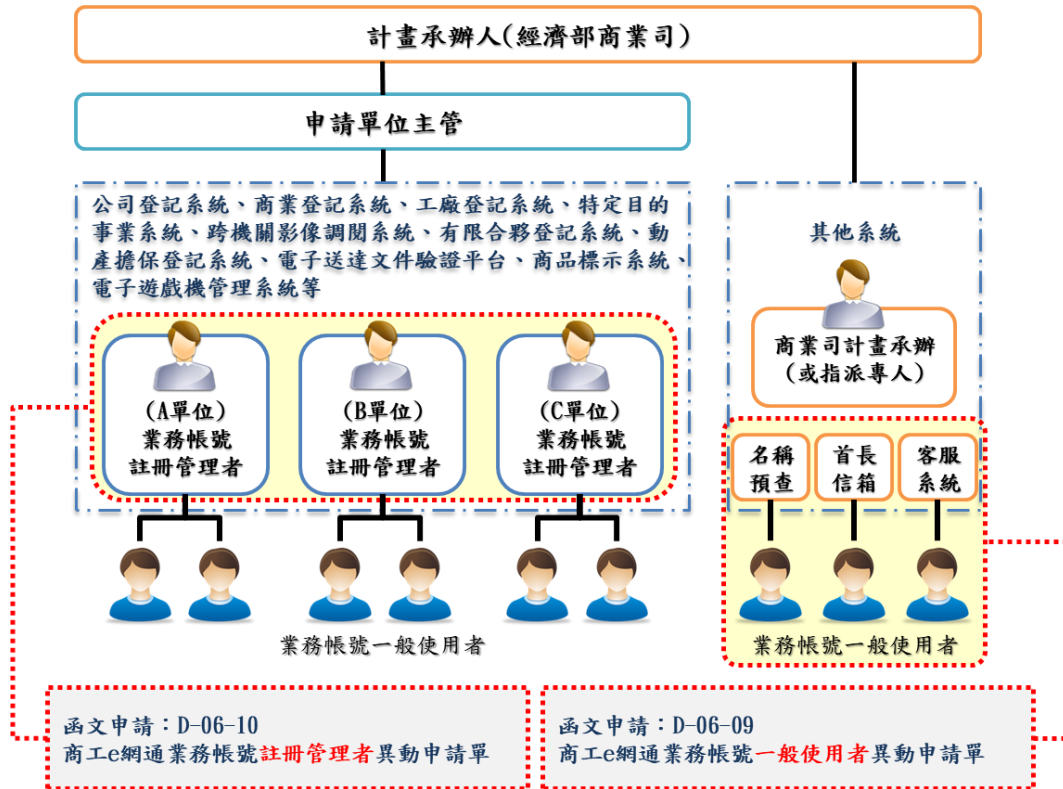 計畫承辦人(經濟部商業司)
申請單位主管
公司登記系統、商業登記系統、工廠登記系統、特定目的
事業系統、跨機關影像調閱系統、有限合夥登記系統、動
產擔保登記系統、電子送達文件驗證平台、商品標示系統、
電子遊戲機管理系統等
(A單位)
業務帳號
註冊管理者
(B單位)
業務帳號
註冊管理者
(C單位)
業務帳號
註冊管理者
業務帳號一般使用者
其他系統
商業司計畫承辦
(或指派專人)
名稱
預查
首長
信箱
客服
系統
業務帳號一般使用者
函文申請：D-06-10
商工e網通業務帳號註冊管理者異動申請單
函文申請：D-06-09
商工e網通業務帳號一般使用者異動申請單